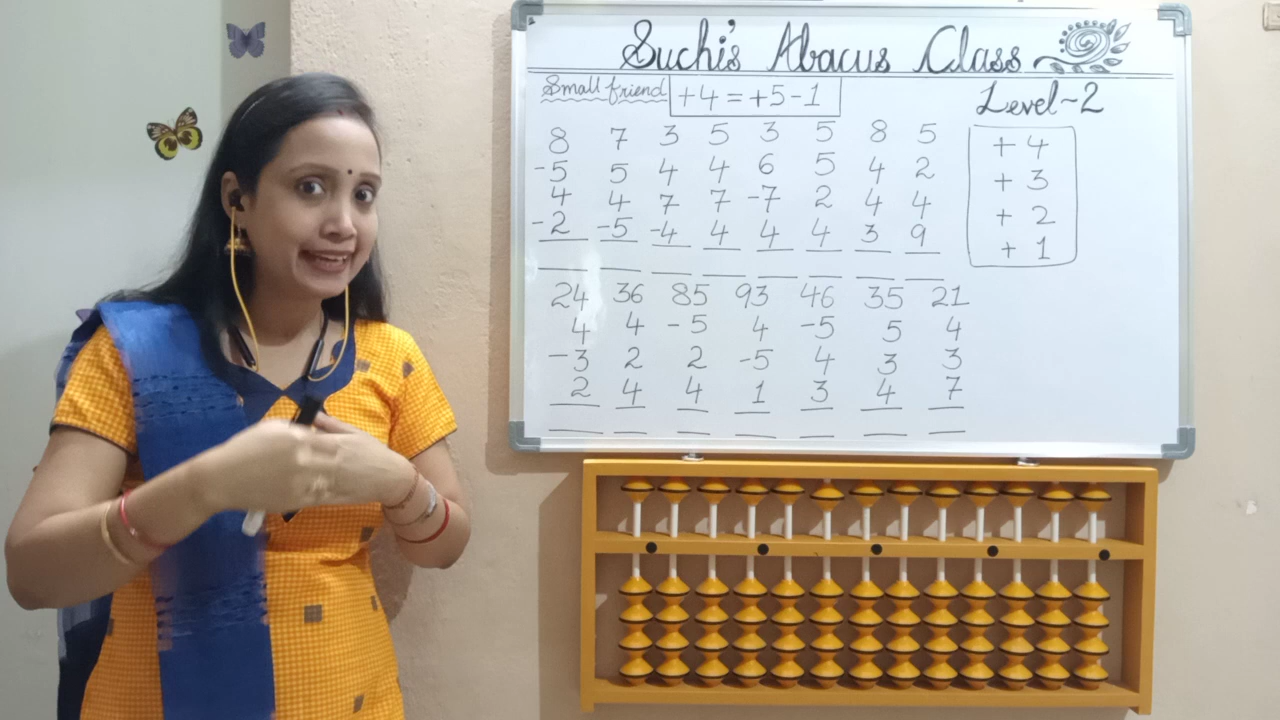 Suchi's Abacus Class
Small friend +4 = +5 - 1 Level - 2
8 7 3 5 3 5 8 5
-5 5 4 4 6 5 4 2
4 4 7 7 -7 2 4 4
-2 -5 -4 4 4 4 3 9
+ 4
+ 3
+ 2
+ 1
24 36 85 93 46 35 21
4 4 -5 4 -5 5 4
-3 2 2 -5 4 3 3
2 4 4 1 3 4 7